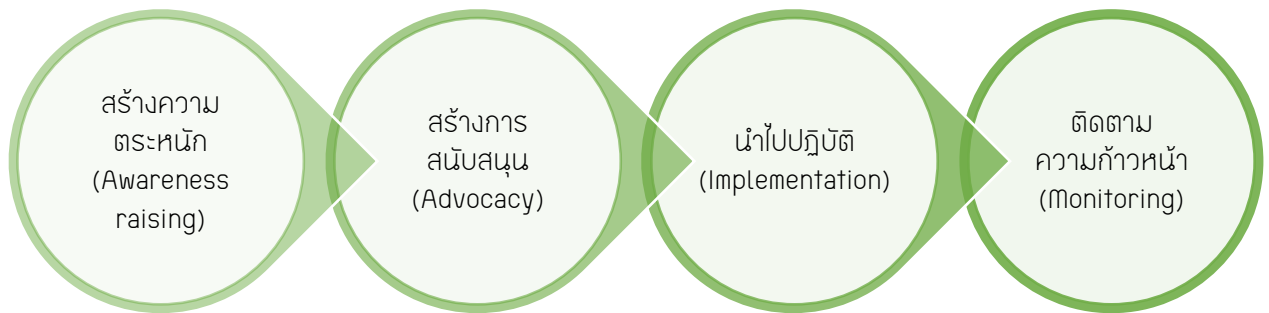 สร้างความ
ตระหนัก
(Awareness
raising)
สร้างการ
สนับสนุน
(Advocacy)
นำไปปฏิบัติ
(Implementation)
ติดตาม
ความก้าวหน้า
(Monitoring)